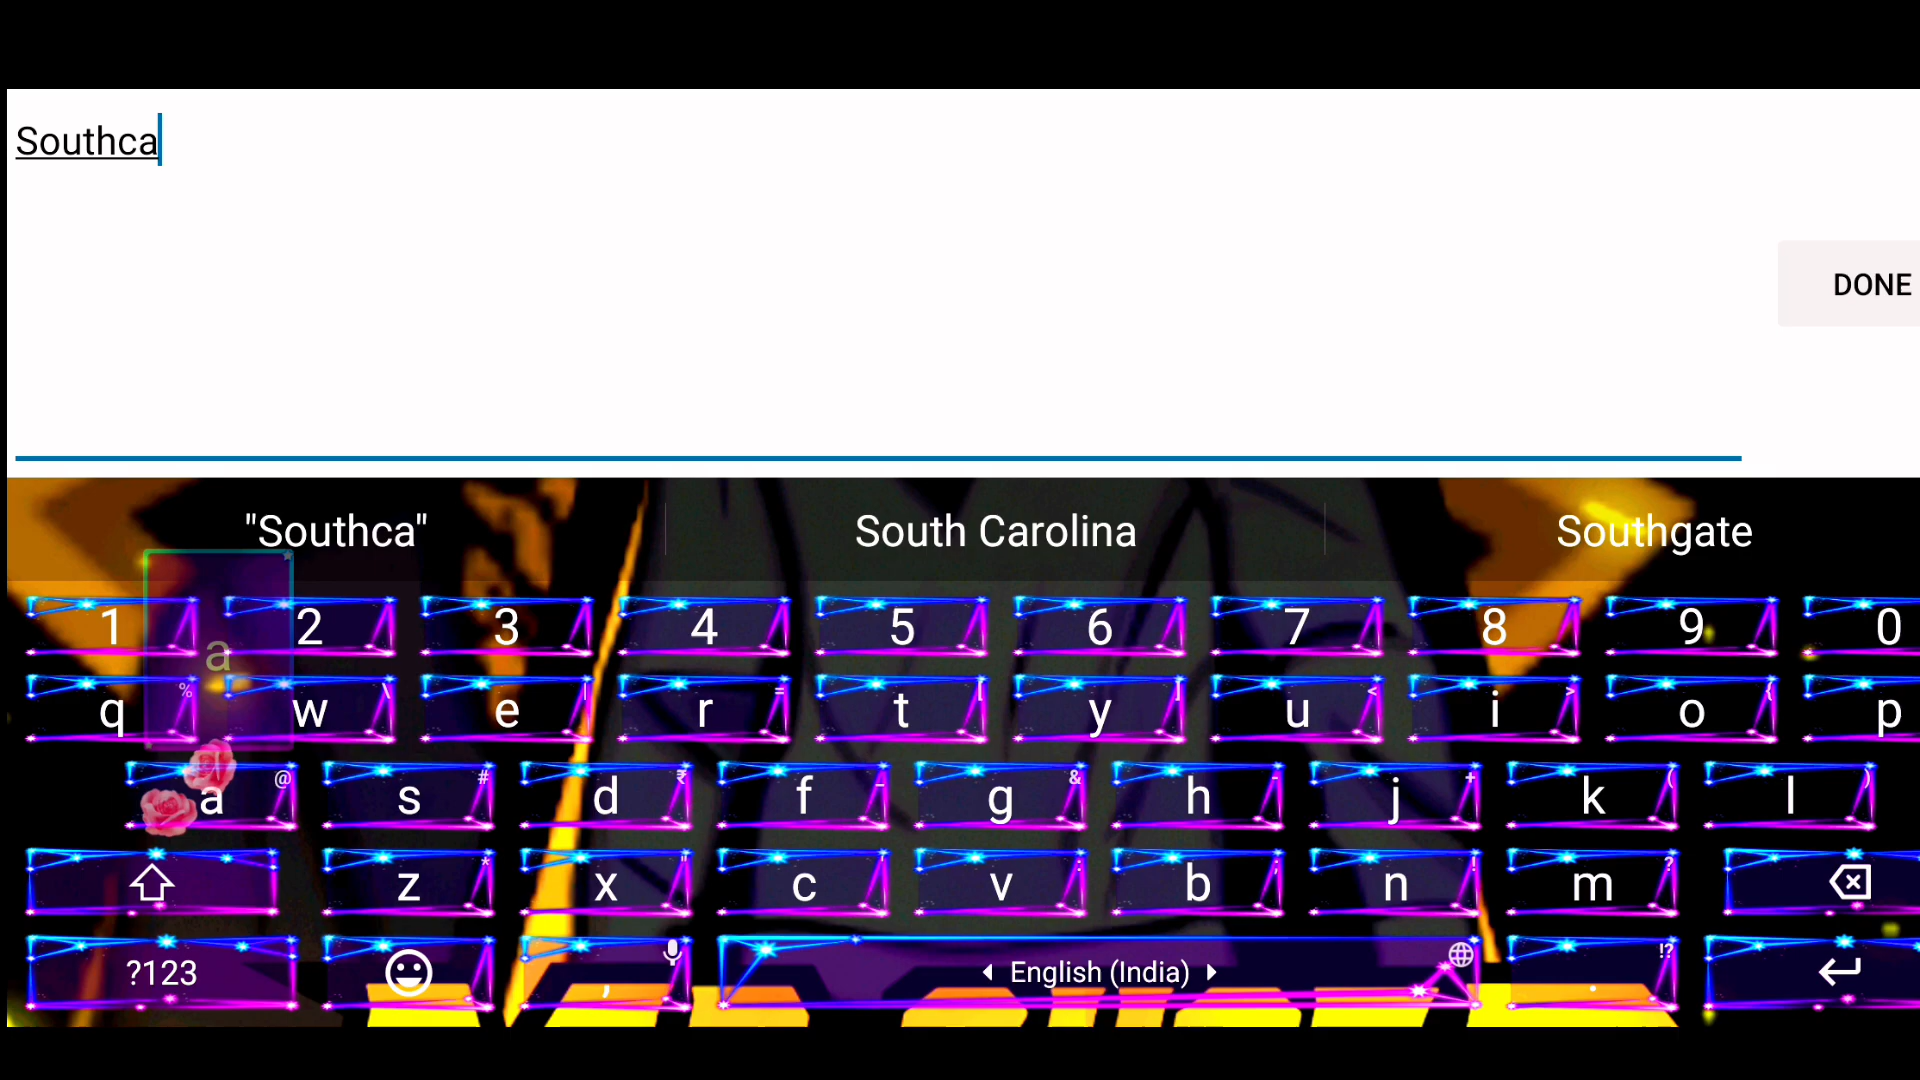 Southca
DONE
"Southca" South Carolina Southgate
1 2 3 4 5 6 7 8 9 0
a
q % w \ e | r = t [ y ] u < i > o { p
a @ s # d ₹ f _ g & h - j + k ( l )
z * x " c ' v : b ; n ! m ?
?123 , English (India) . !?